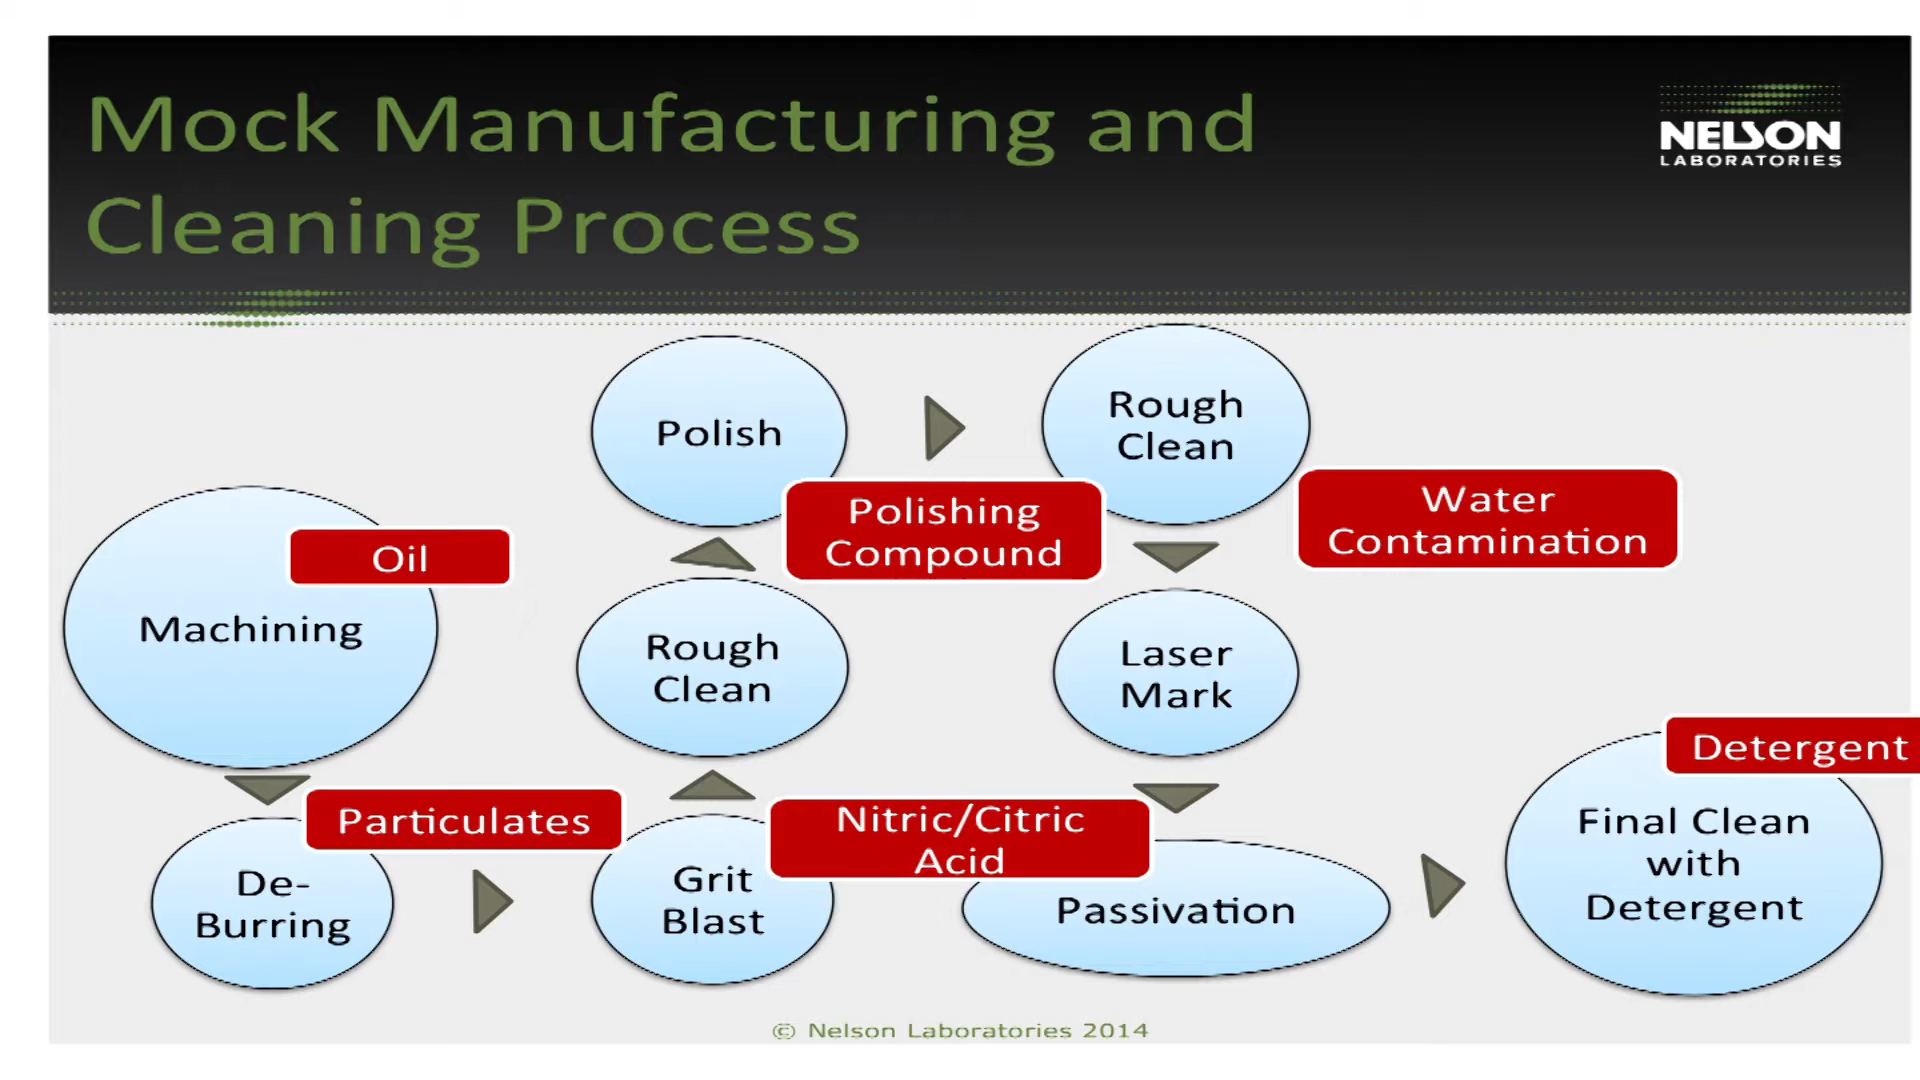 Mock Manufacturing and
Cleaning Process
NELSON
LABORATORIES
Machining
Oil
De-
Burring
Particulates
Grit
Blast
Rough
Clean
Polish
Polishing
Compound
Rough
Clean
Water
Contamination
Laser
Mark
Nitric/Citric
Acid
Passivation
Detergent
Final Clean
with
Detergent
© Nelson Laboratories 2014